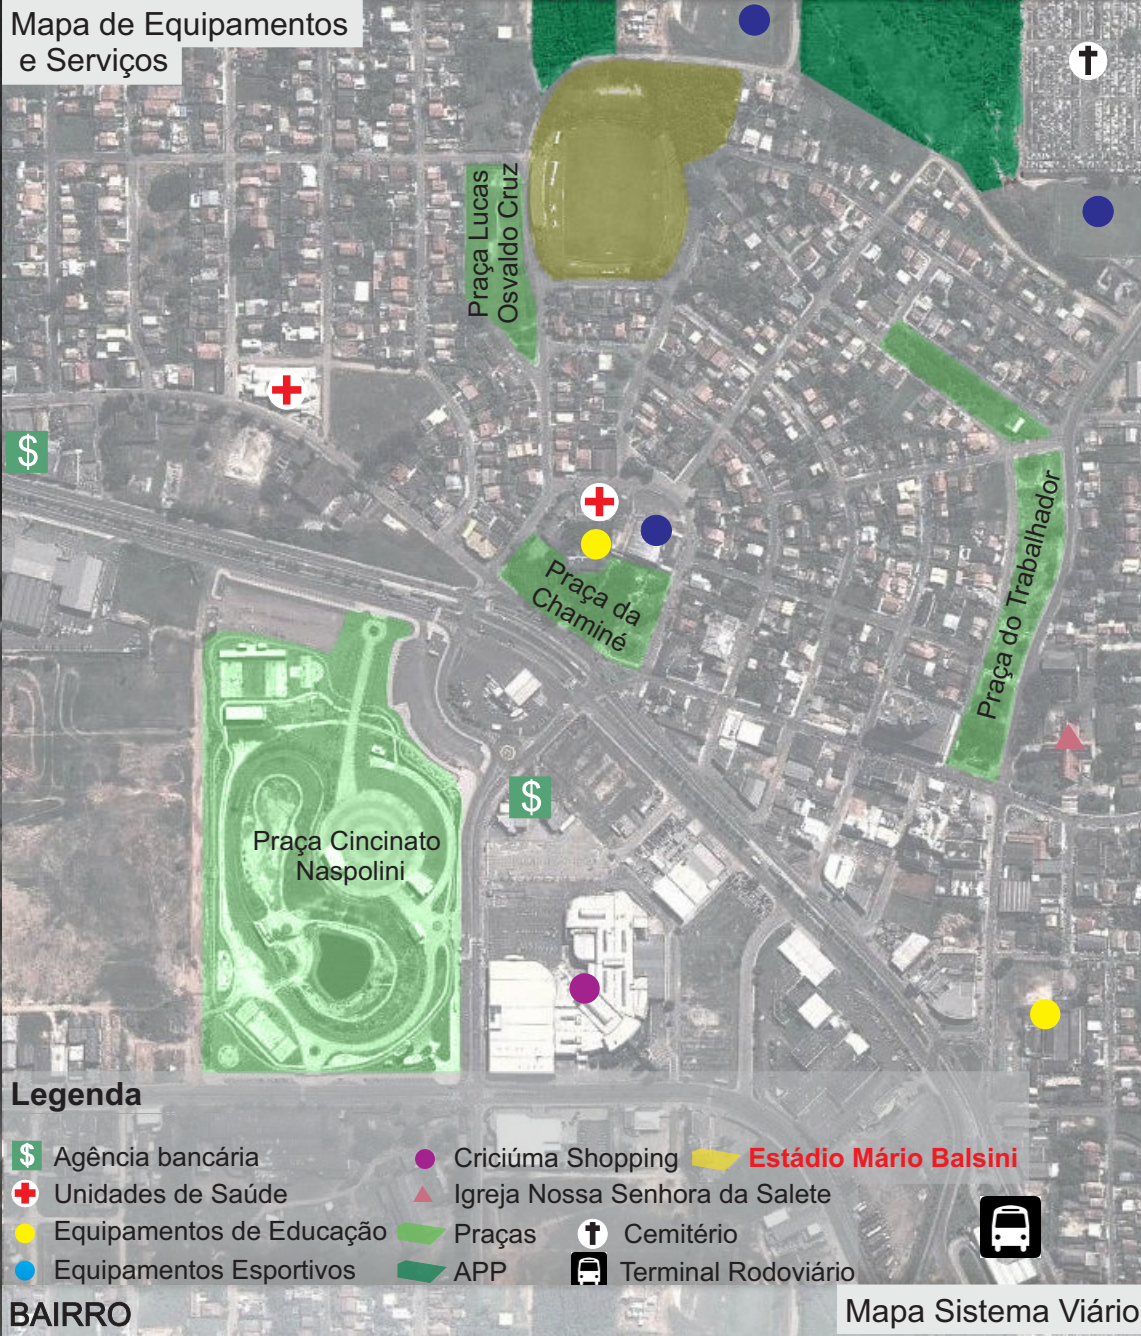 Mapa de Equipamentos
e Serviços
Praça Lucas
Osvaldo Cruz
$
Praça da
Chaminé
Praça do Trabalhador
$
Praça Cincinato
Naspolini
Legenda
$ Agência bancária
Criciúma Shopping
Estádio Mário Balsini
Unidades de Saúde
Igreja Nossa Senhora da Salete
Equipamentos de Educação
Praças
Cemitério
Equipamentos Esportivos
APP
Terminal Rodoviário
BAIRRO
Mapa Sistema Viário